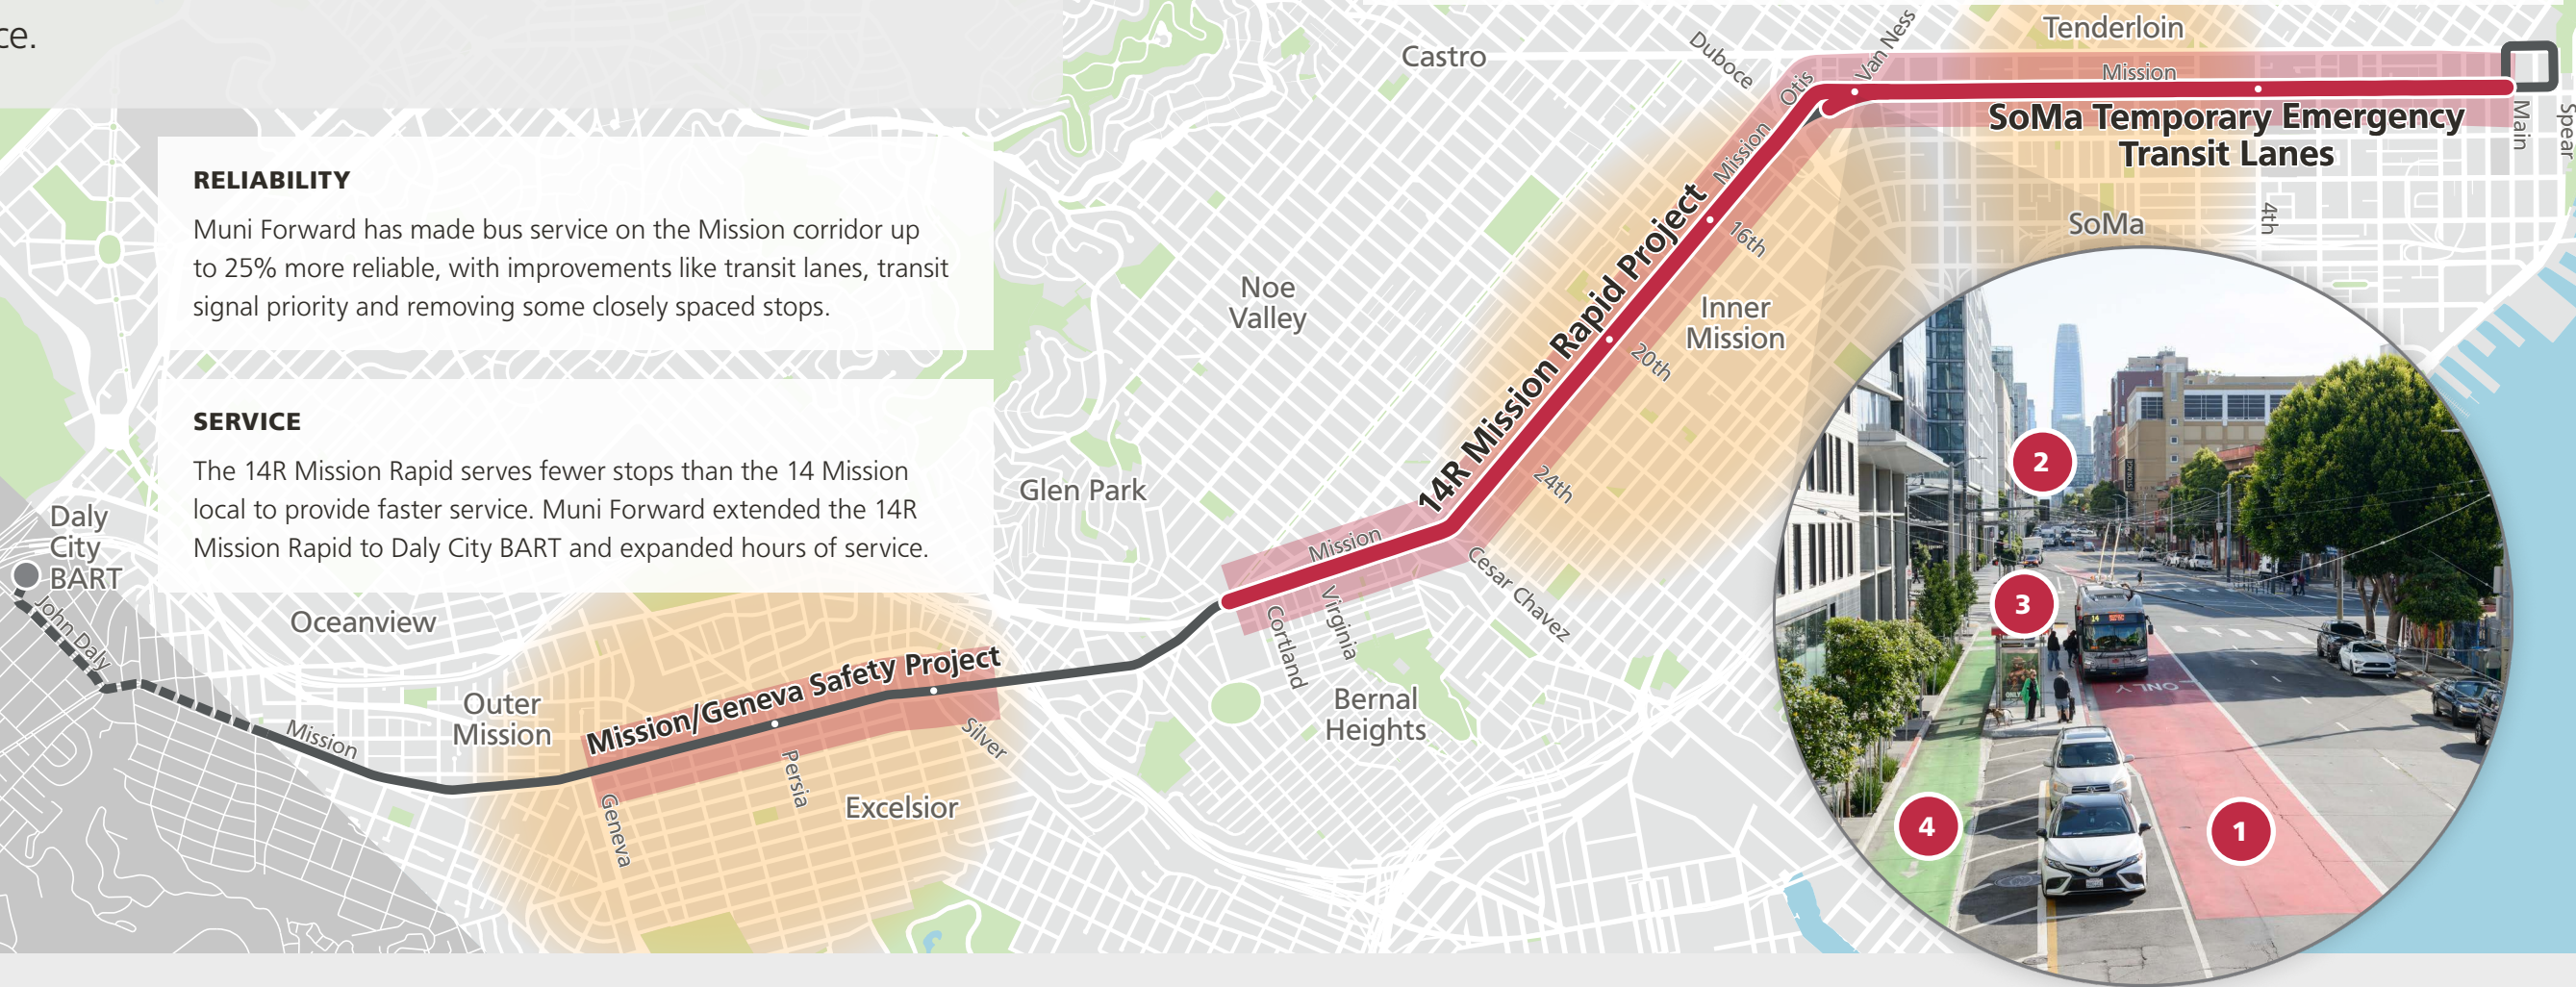 ce.
RELIABILITY
Muni Forward has made bus service on the Mission corridor up
to 25% more reliable, with improvements like transit lanes, transit
signal priority and removing some closely spaced stops.
SERVICE
The 14R Mission Rapid serves fewer stops than the 14 Mission
local to provide faster service. Muni Forward extended the 14R
Mission Rapid to Daly City BART and expanded hours of service.
Daly
City
BART
John Daly
Mission
Oceanview
Outer
Mission
Mission/Geneva Safety Project
Geneva
Persia
Silver
Excelsior
Glen Park
Noe
Valley
Castro
Mission
Cortland
Virginia
Bernal
Heights
Cesar Chavez
14R Mission Rapid Project
24th
20th
16th
Inner
Mission
Mission
Duboce
Otis
Van Ness
Tenderloin
Mission
SoMa Temporary Emergency
Transit Lanes
SoMa
4th
Main
Spear
2
3
4
1
14
ONLY
ONLY
STORAGE